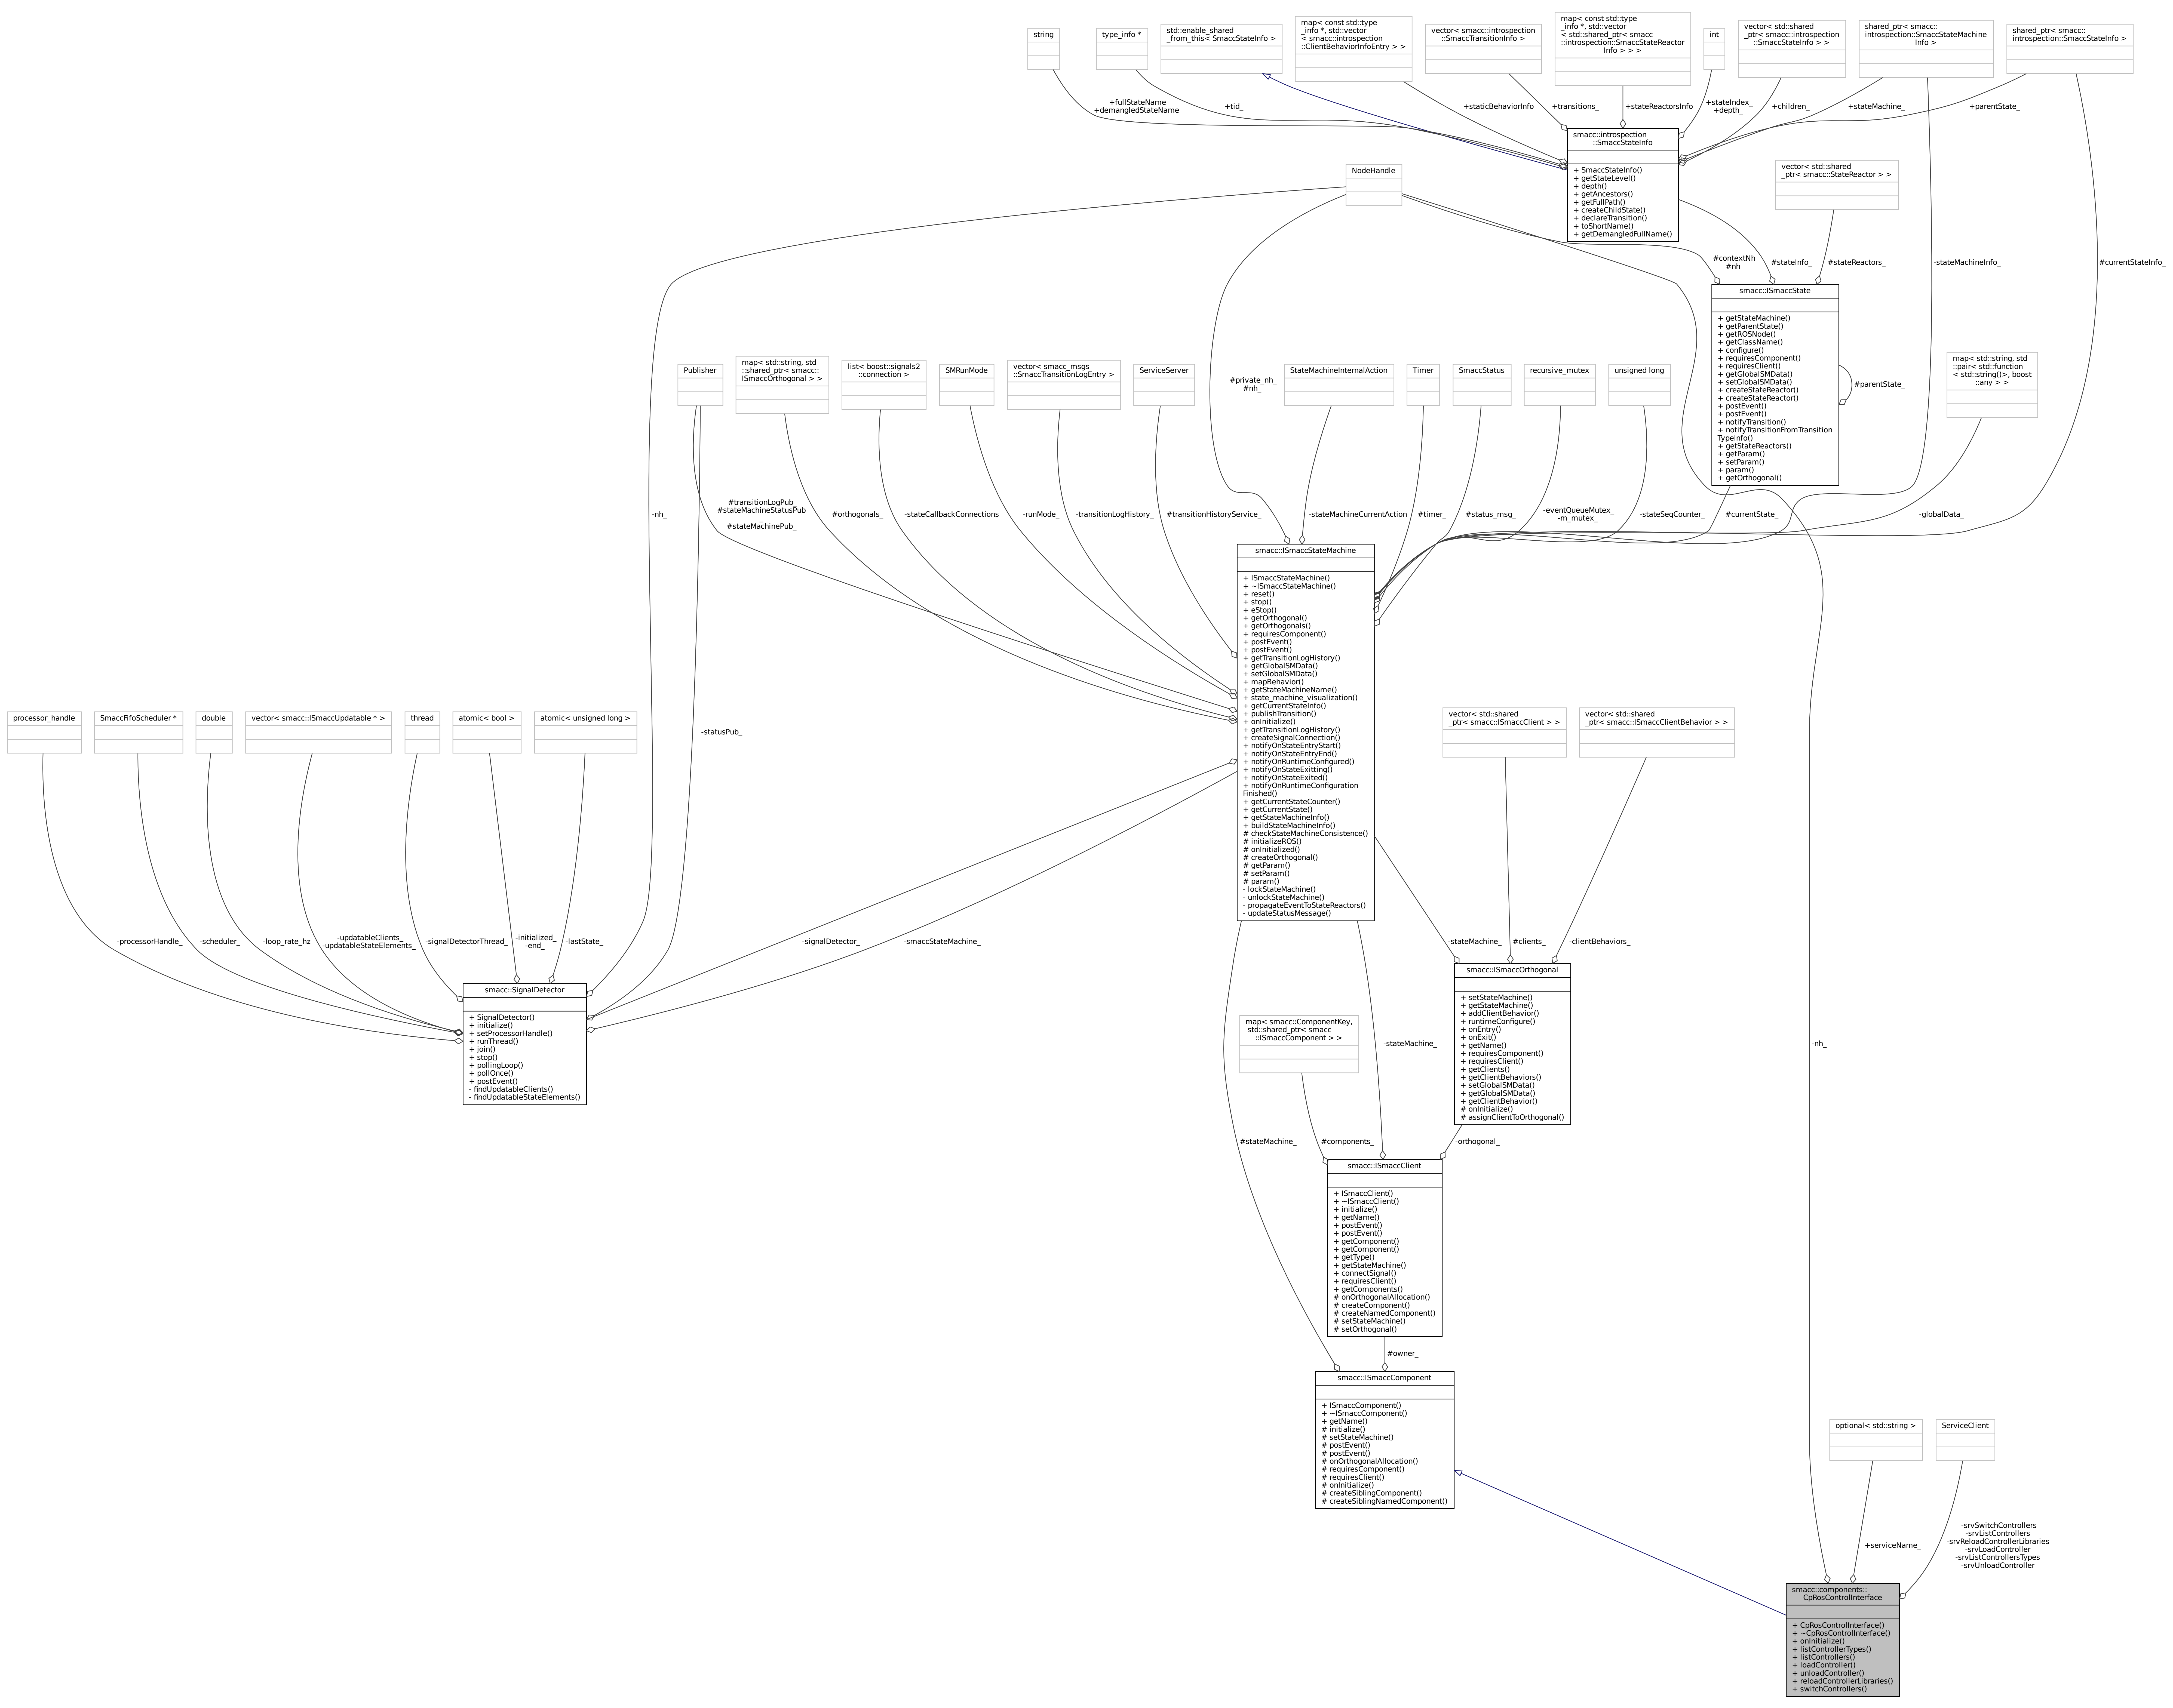 string
type_info *
std::enable_shared
_from_this< SmaccStateInfo >
map< const std::type
_info *, std::vector
< smacc::introspection
::ClientBehaviorInfoEntry > >
vector< smacc::introspection
::SmaccTransitionInfo >
map< const std::type
_info *, std::vector
< std::shared_ptr< smacc
::introspection::SmaccStateReactor
Info > > >
int
vector< std::shared
_ptr< smacc::introspection
::SmaccStateInfo > >
shared_ptr< smacc::
introspection::SmaccStateMachine
Info >
shared_ptr< smacc::
introspection::SmaccStateInfo >
+fullStateName
+demangledStateName
+tid_
+staticBehaviorInfo
+transitions_
+stateReactorsInfo
+stateIndex_
+depth_
+children_
+stateMachine_
+parentState_
smacc::introspection
::SmaccStateInfo
+ SmaccStateInfo()
+ getStateLevel()
+ depth()
+ getAncestors()
+ getFullPath()
+ createChildState()
+ declareTransition()
+ toShortName()
+ getDemangledFullName()
NodeHandle
vector< std::shared
_ptr< smacc::StateReactor > >
#contextNh
#nh
#stateInfo_
#stateReactors_
-stateMachineInfo_
#currentStateInfo_
smacc::ISmaccState
+ getStateMachine()
+ getParentState()
+ getROSNode()
+ getClassName()
+ configure()
+ requiresComponent()
+ requiresClient()
+ getGlobalSMData()
+ setGlobalSMData()
+ createStateReactor()
+ createStateReactor()
+ postEvent()
+ postEvent()
+ notifyTransition()
+ notifyTransitionFromTransition
TypeInfo()
+ getStateReactors()
+ getParam()
+ setParam()
+ param()
+ getOrthogonal()
#parentState_
Publisher
map< std::string, std
::shared_ptr< smacc::
ISmaccOrthogonal > >
list< boost::signals2
::connection >
SMRunMode
vector< smacc_msgs
::SmaccTransitionLogEntry >
ServiceServer
#private_nh_
#nh_
StateMachineInternalAction
Timer
SmaccStatus
recursive_mutex
unsigned long
map< std::string, std
::pair< std::function
< std::string()>, boost
::any > >
-nh_
#transitionLogPub_
#stateMachineStatusPub
_
#stateMachinePub_
#orthogonals_
-stateCallbackConnections
-runMode_
-transitionLogHistory_
#transitionHistoryService_
-stateMachineCurrentAction
#timer_
#status_msg_
-eventQueueMutex_
-m_mutex_
-stateSeqCounter_
#currentState_
-globalData_
smacc::ISmaccStateMachine
+ ISmaccStateMachine()
+ ~ISmaccStateMachine()
+ reset()
+ stop()
+ eStop()
+ getOrthogonal()
+ getOrthogonals()
+ requiresComponent()
+ postEvent()
+ postEvent()
+ getTransitionLogHistory()
+ getGlobalSMData()
+ setGlobalSMData()
+ mapBehavior()
+ getStateMachineName()
+ state_machine_visualization()
+ getCurrentStateInfo()
+ publishTransition()
+ onInitialize()
+ getTransitionLogHistory()
+ createSignalConnection()
+ notifyOnStateEntryStart()
+ notifyOnStateEntryEnd()
+ notifyOnRuntimeConfigured()
+ notifyOnStateExitting()
+ notifyOnStateExited()
+ notifyOnRuntimeConfiguration
Finished()
+ getCurrentStateCounter()
+ getCurrentState()
+ getStateMachineInfo()
+ buildStateMachineInfo()
# checkStateMachineConsistence()
# initializeROS()
# onInitialized()
# createOrthogonal()
# getParam()
# setParam()
# param()
- lockStateMachine()
- unlockStateMachine()
- propagateEventToStateReactors()
- updateStatusMessage()
processor_handle
SmaccFifoScheduler *
double
vector< smacc::ISmaccUpdatable * >
thread
atomic< bool >
atomic< unsigned long >
-statusPub_
vector< std::shared
_ptr< smacc::ISmaccClient > >
vector< std::shared
_ptr< smacc::ISmaccClientBehavior > >
-processorHandle_
-scheduler_
-loop_rate_hz
-updatableClients_
-updatableStateElements_
-signalDetectorThread_
-initialized_
-end_
-lastState_
-signalDetector_
-smaccStateMachine_
-stateMachine_
#clients_
-clientBehaviors_
smacc::SignalDetector
+ SignalDetector()
+ initialize()
+ setProcessorHandle()
+ runThread()
+ join()
+ stop()
+ pollingLoop()
+ pollOnce()
+ postEvent()
- findUpdatableClients()
- findUpdatableStateElements()
smacc::ISmaccOrthogonal
+ setStateMachine()
+ getStateMachine()
+ addClientBehavior()
+ runtimeConfigure()
+ onEntry()
+ onExit()
+ getName()
+ requiresComponent()
+ requiresClient()
+ getClients()
+ getClientBehaviors()
+ setGlobalSMData()
+ getGlobalSMData()
+ getClientBehavior()
# onInitialize()
# assignClientToOrthogonal()
map< smacc::ComponentKey,
std::shared_ptr< smacc
::ISmaccComponent > >
-stateMachine_
-nh_
#stateMachine_
#components_
-orthogonal_
smacc::ISmaccClient
+ ISmaccClient()
+ ~ISmaccClient()
+ initialize()
+ getName()
+ postEvent()
+ postEvent()
+ getComponent()
+ getComponent()
+ getType()
+ getStateMachine()
+ connectSignal()
+ requiresClient()
+ getComponents()
# onOrthogonalAllocation()
# createComponent()
# createNamedComponent()
# setStateMachine()
# setOrthogonal()
#owner_
smacc::ISmaccComponent
+ ISmaccComponent()
+ ~ISmaccComponent()
+ getName()
# initialize()
# setStateMachine()
# postEvent()
# postEvent()
# onOrthogonalAllocation()
# requiresComponent()
# requiresClient()
# onInitialize()
# createSiblingComponent()
# createSiblingNamedComponent()
optional< std::string >
ServiceClient
+serviceName_
-srvSwitchControllers
-srvListControllers
-srvReloadControllerLibraries
-srvLoadController
-srvListControllersTypes
-srvUnloadController
smacc::components::
CpRosControlInterface
+ CpRosControlInterface()
+ ~CpRosControlInterface()
+ onInitialize()
+ listControllerTypes()
+ listControllers()
+ loadController()
+ unloadController()
+ reloadControllerLibraries()
+ switchControllers()